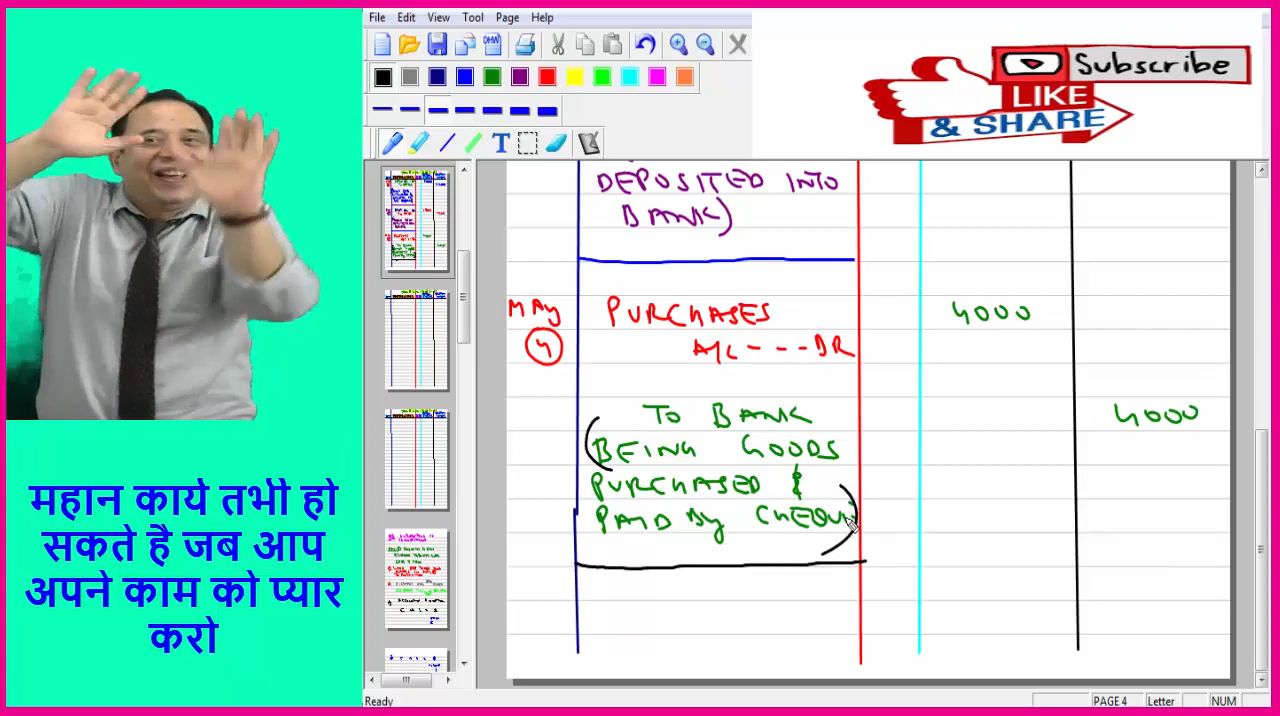 File Edit View Tool Page Help
DHW
T
Subscribe
LIKE
& SHARE
DEPOSITED INTO
BANK)
MAY PURCHASES 4000
4 A/C - - - DR
TO BANK 4000
(BEING GOODS
PURCHASED &
PAID BY CHEQUE)
महान कार्य तभी हो
सकते है जब आप
अपने काम को प्यार
करो
Ready PAGE 4 Letter NUM